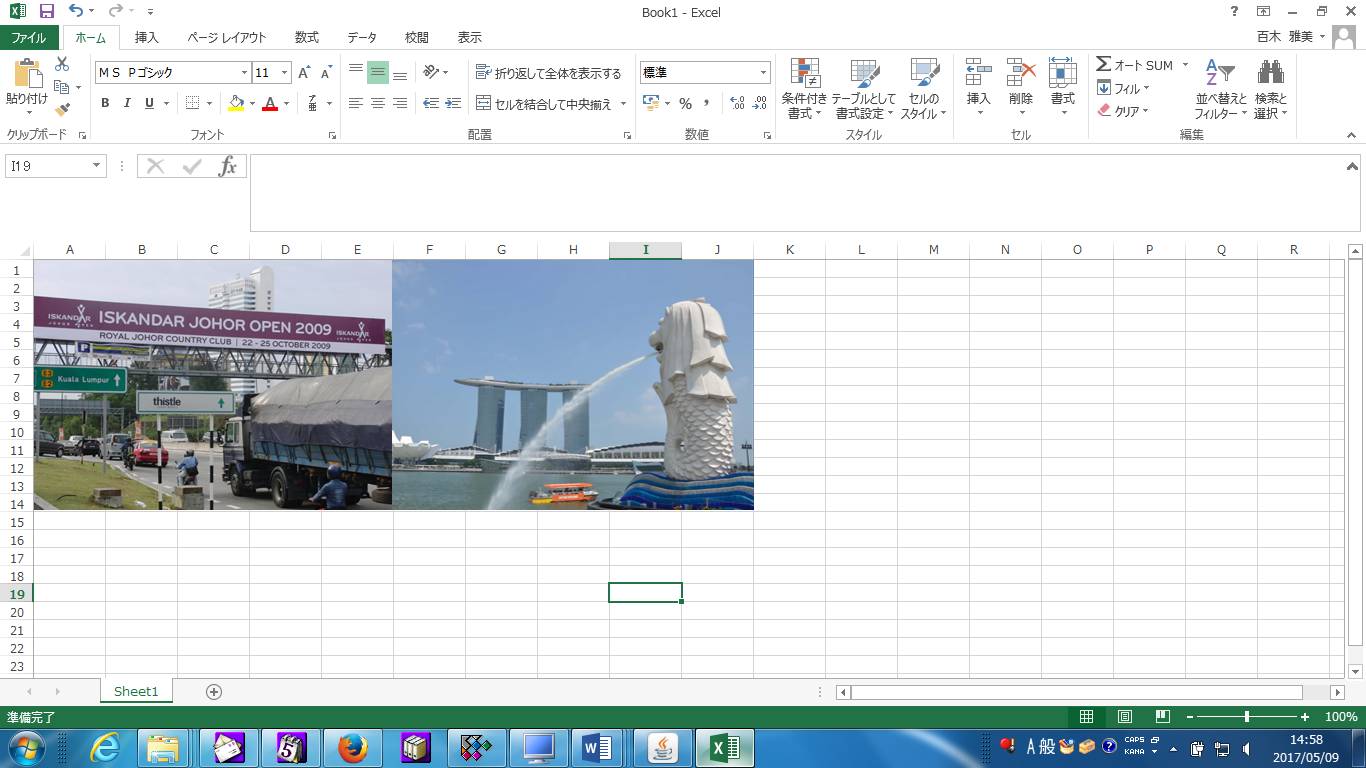 Book1 - Excel
ファイル ホーム 挿入 ページ レイアウト 数式 データ 校閲 表示 百木 雅美
貼り付け
クリップボード
ＭＳ Ｐゴシック 11
B I U
フォント
折り返して全体を表示する
セルを結合して中央揃え
配置
標準
数値
条件付き書式
テーブルとして書式設定
セルのスタイル
スタイル
挿入 削除 書式
セル
オート SUM
フィル
クリア
並べ替えとフィルター
検索と選択
編集
I19
A B C D E F G H I J K L M N O P Q R
1
2
3
4
5
6
7
8
9
10
11
12
13
14
15
16
17
18
19
20
21
22
23
ISKANDAR JOHOR OPEN 2009
ROYAL JOHOR COUNTRY CLUB | 22 - 25 OCTOBER 2009
ISKANDAR
JOHOR OPEN
ISKANDAR
P
E3
E2
Kuala Lumpur
thistle
Sheet1
準備完了
100%
A 般
CAPS
KANA
14:58
2017/05/09